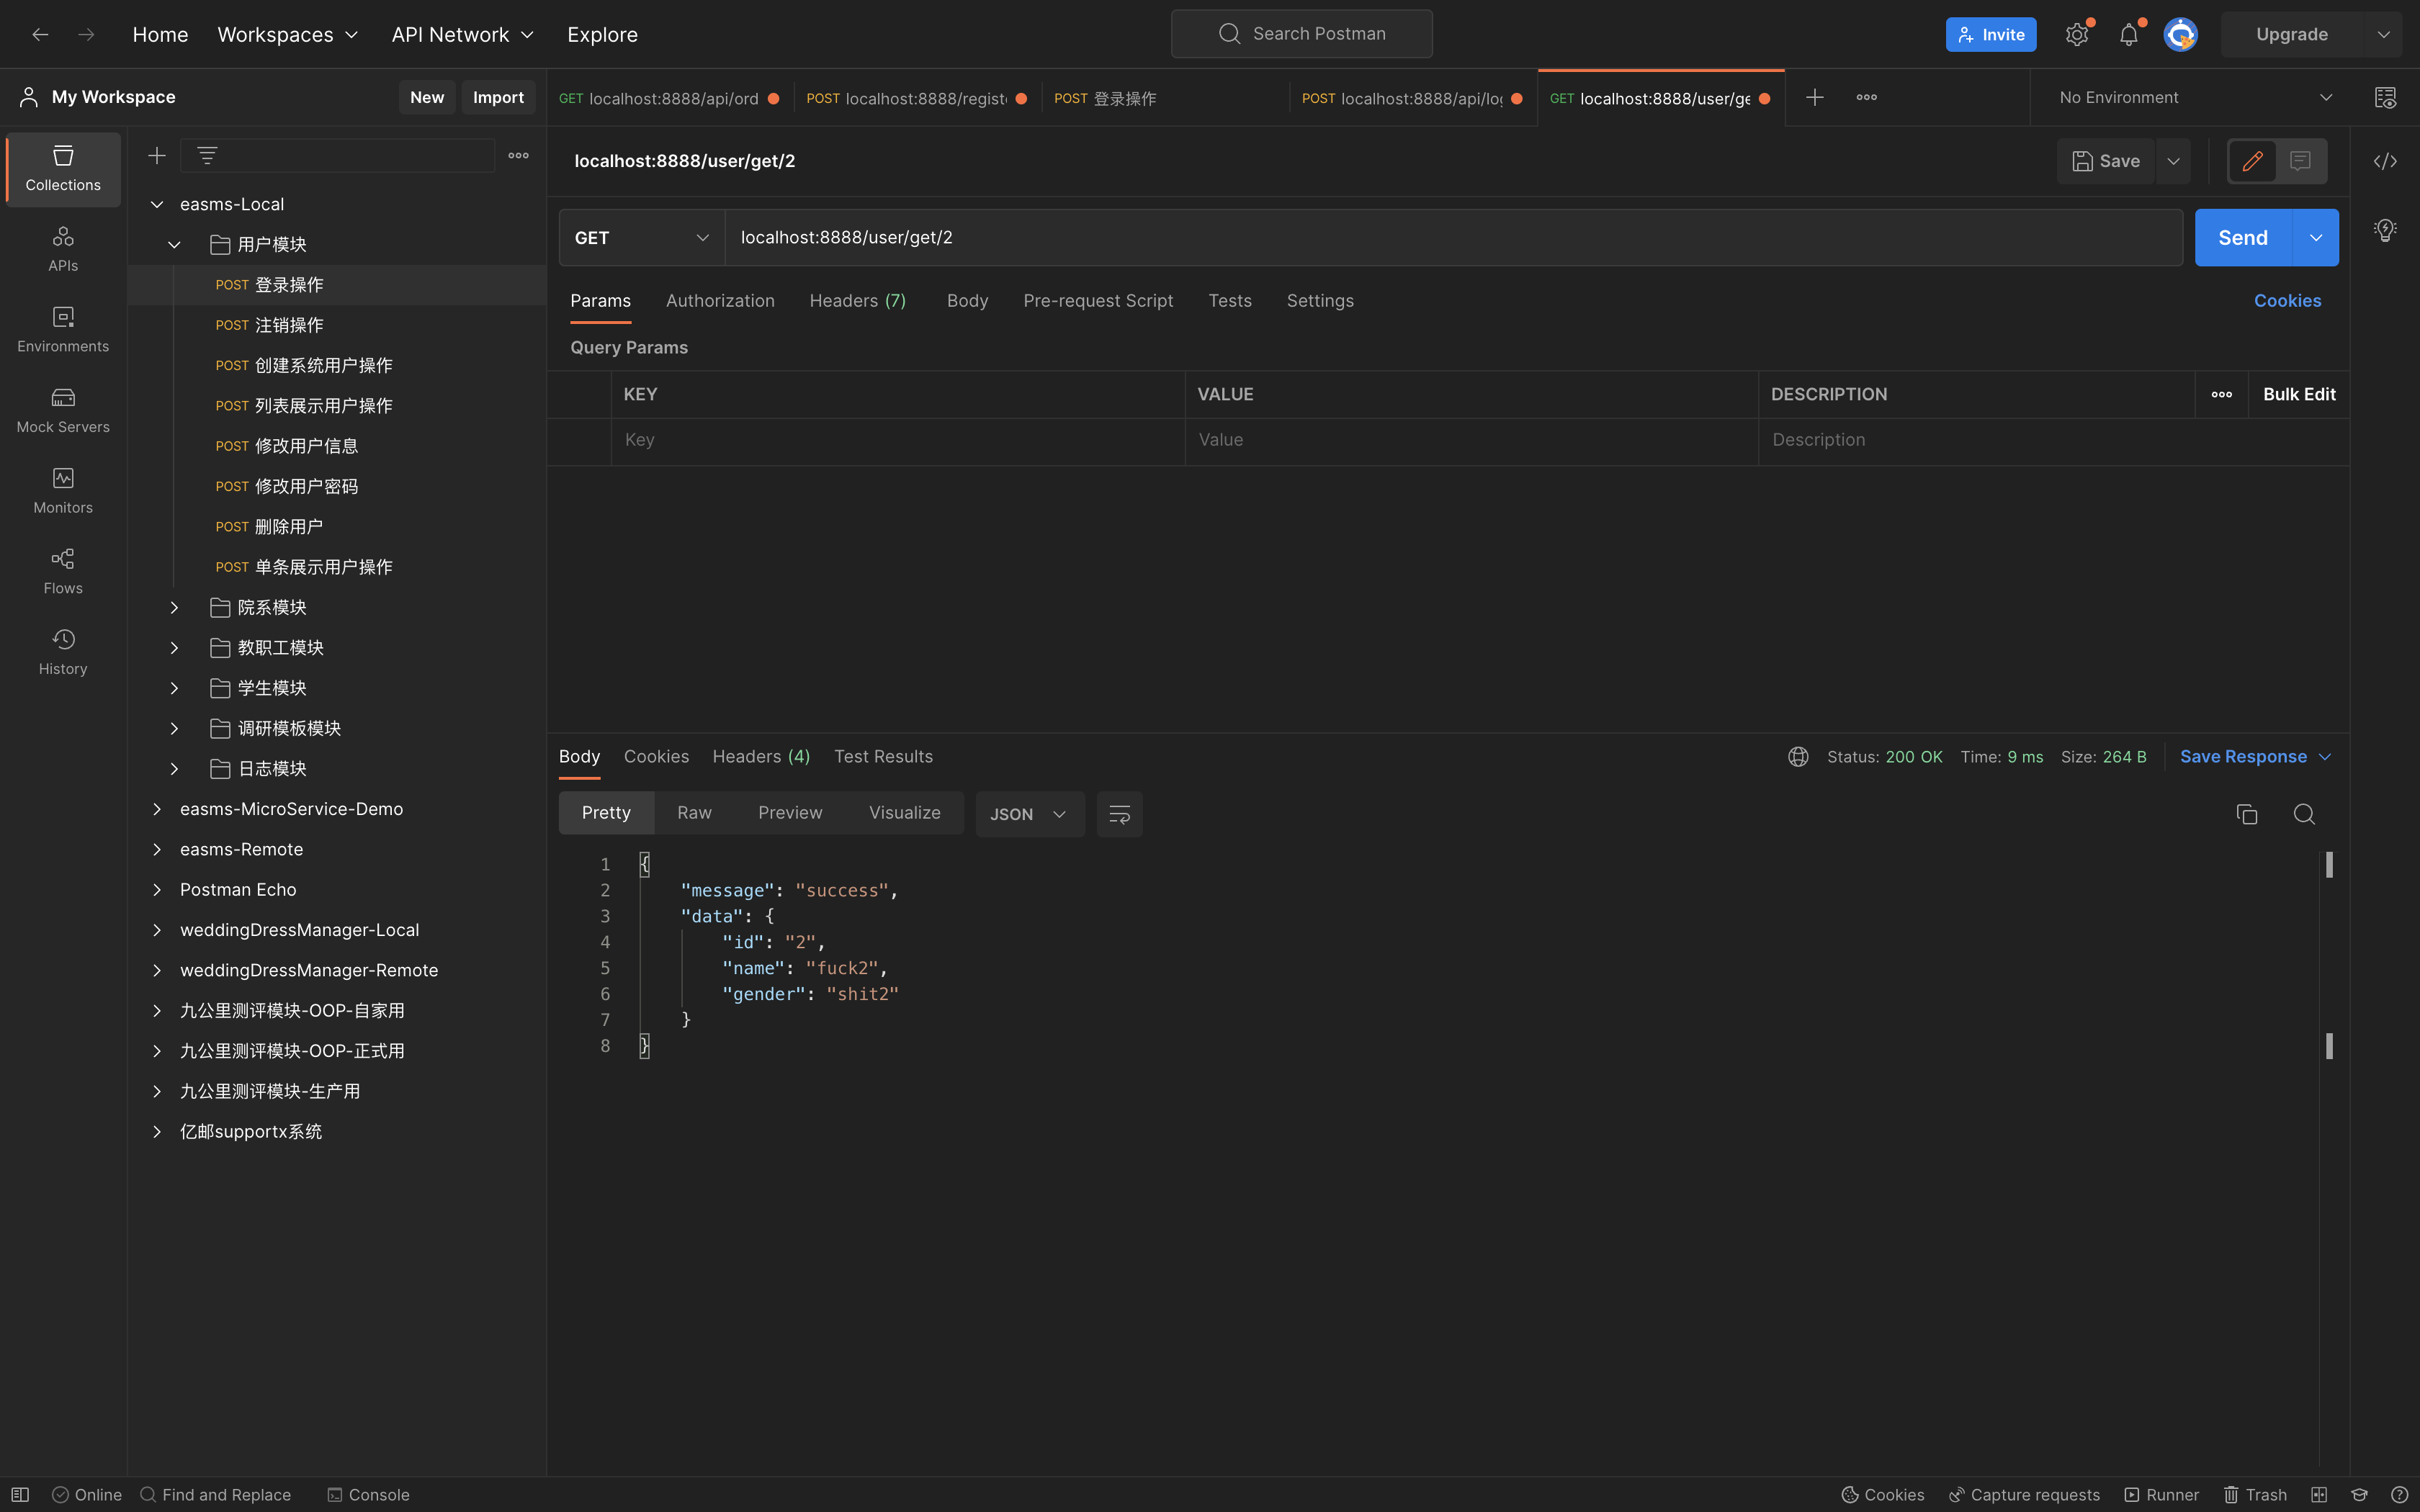 Home Workspaces API Network Explore Search Postman Invite Upgrade
My Workspace New Import
GET localhost:8888/api/ord POST localhost:8888/regist POST 登录操作 POST localhost:8888/api/lo GET localhost:8888/user/ge No Environment
Collections
APIs
Environments
Mock Servers
Monitors
Flows
History
easms-Local
用户模块
POST 登录操作
POST 注销操作
POST 创建系统用户操作
POST 列表展示用户操作
POST 修改用户信息
POST 修改用户密码
POST 删除用户
POST 单条展示用户操作
院系模块
教职工模块
学生模块
调研模板模块
日志模块
easms-MicroService-Demo
easms-Remote
Postman Echo
weddingDressManager-Local
weddingDressManager-Remote
九公里测评模块-OOP-自家用
九公里测评模块-OOP-正式用
九公里测评模块-生产用
亿邮supportx系统
localhost:8888/user/get/2 Save
GET localhost:8888/user/get/2 Send
Params Authorization Headers (7) Body Pre-request Script Tests Settings Cookies
Query Params
KEY VALUE DESCRIPTION Bulk Edit
Key Value Description
Body Cookies Headers (4) Test Results Status: 200 OK Time: 9 ms Size: 264 B Save Response
Pretty Raw Preview Visualize JSON
1 {
2 "message": "success",
3 "data": {
4 "id": "2",
5 "name": "fuck2",
6 "gender": "shit2"
7 }
8 }
Online Find and Replace Console Cookies Capture requests Runner Trash